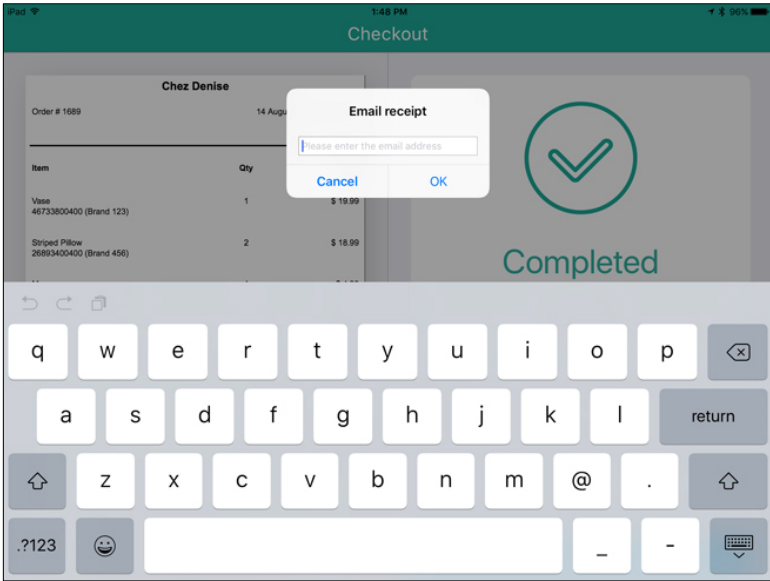 iPad 1:48 PM 96%
Checkout
Chez Denise
Order # 1689 14 Augu
Email receipt
Please enter the email address
Cancel OK
Item Qty
Vase 1 $ 19.99
46733800400 (Brand 123)
Striped Pillow 2 $ 18.99
26893400400 (Brand 456)
Completed
q w e r t y u i o p
a s d f g h j k l return
z x c v b n m @ .
.?123 _ -